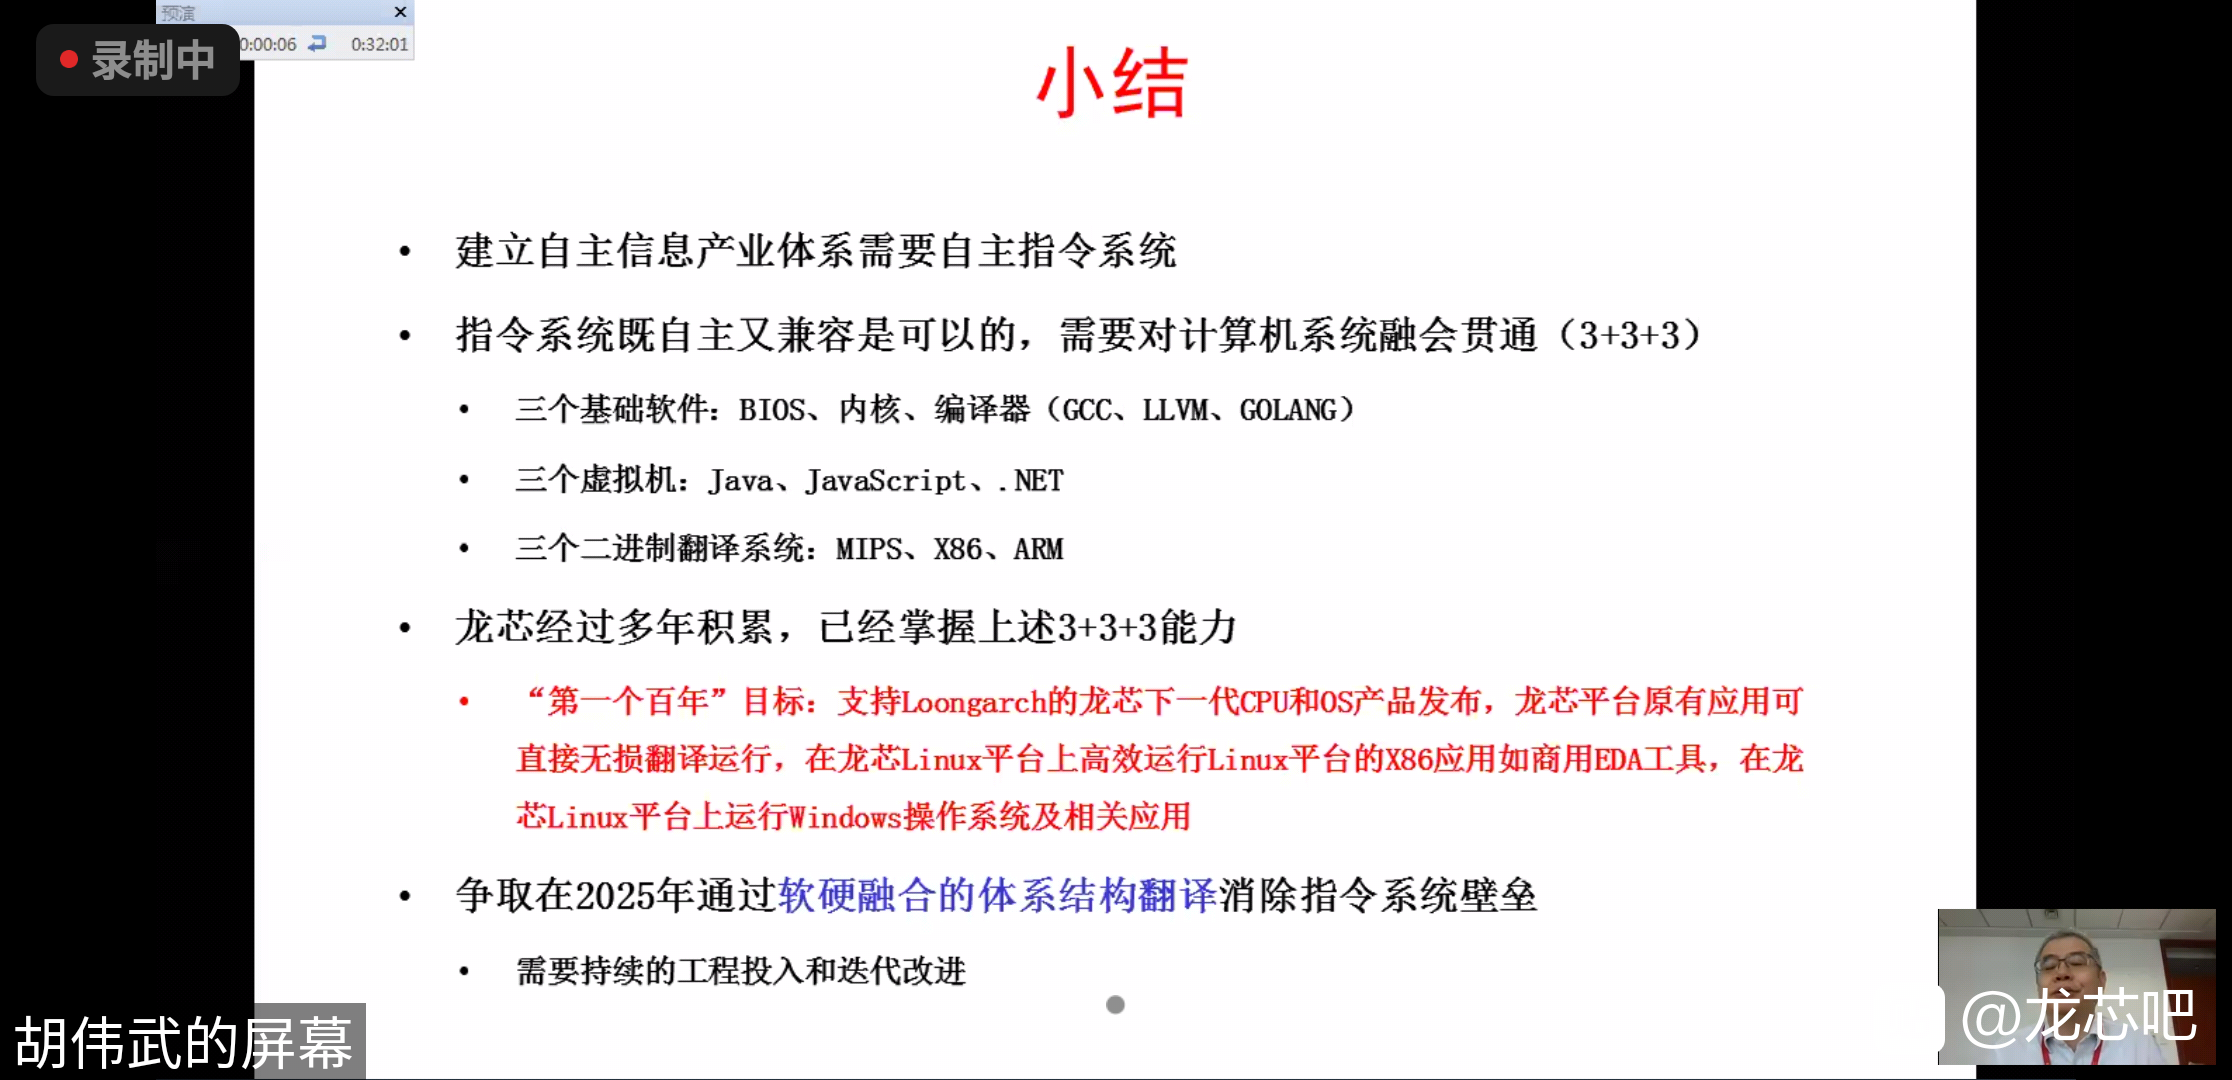 预演
录制中
0:00:06 0:32:01
小结
• 建立自主信息产业体系需要自主指令系统
• 指令系统既自主又兼容是可以的，需要对计算机系统融会贯通（3+3+3）
• 三个基础软件：BIOS、内核、编译器（GCC、LLVM、GOLANG）
• 三个虚拟机：Java、JavaScript、.NET
• 三个二进制翻译系统：MIPS、X86、ARM
• 龙芯经过多年积累，已经掌握上述3+3+3能力
• “第一个百年”目标：支持Loongarch的龙芯下一代CPU和OS产品发布，龙芯平台原有应用可
直接无损翻译运行，在龙芯Linux平台上高效运行Linux平台的X86应用如商用EDA工具，在龙
芯Linux平台上运行Windows操作系统及相关应用
• 争取在2025年通过软硬融合的体系结构翻译消除指令系统壁垒
• 需要持续的工程投入和迭代改进
胡伟武的屏幕
@龙芯吧